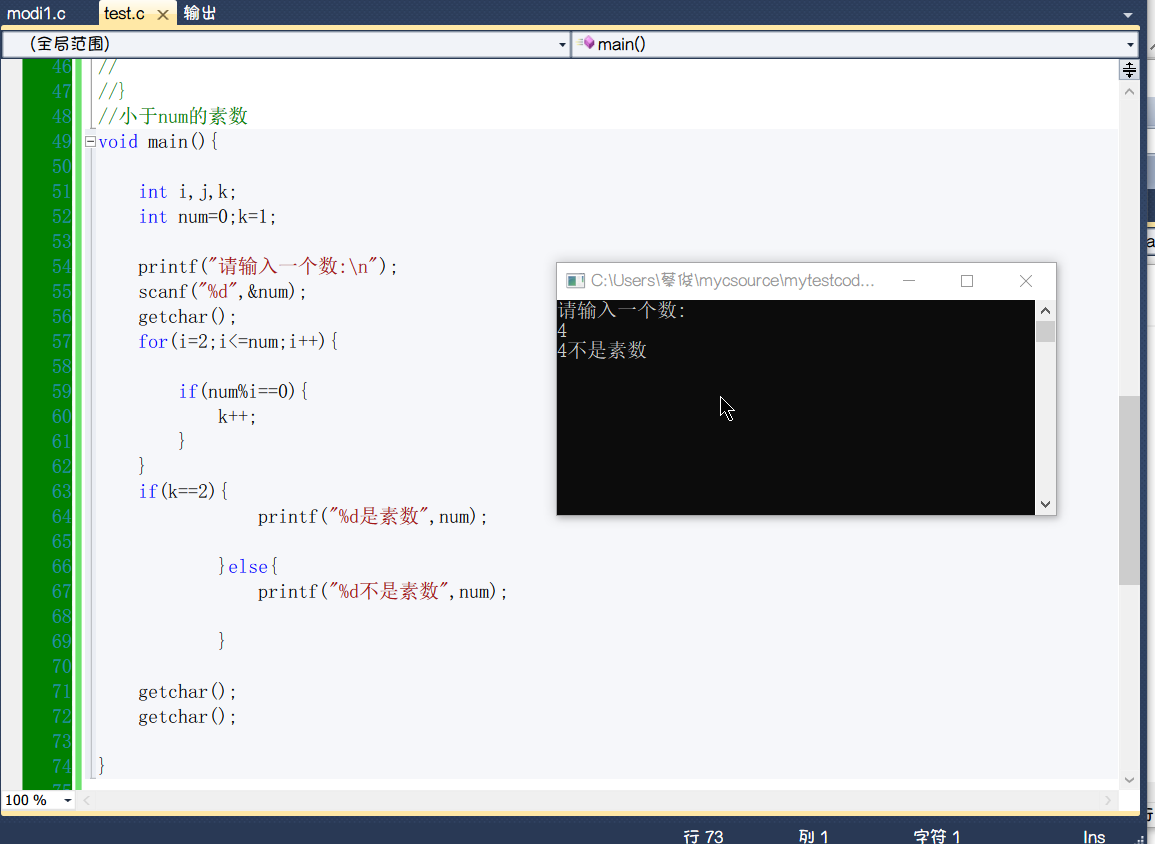 modi1.c test.c 输出
(全局范围) main()
46 //
47 //}
48 //小于num的素数
49 void main(){
50
51 int i,j,k;
52 int num=0;k=1;
53
54 printf("请输入一个数:\n");
55 scanf("%d",&num);
56 getchar();
57 for(i=2;i<=num;i++){
58
59 if(num%i==0){
60 k++;
61 }
62 }
63 if(k==2){
64 printf("%d是素数",num);
65
66 }else{
67 printf("%d不是素数",num);
68
69 }
70
71 getchar();
72 getchar();
73
74 }
75
C:\Users\蔡俊\mycsource\mytestcod...
请输入一个数:
4
4不是素数
100 %
行 73 列 1 字符 1 Ins